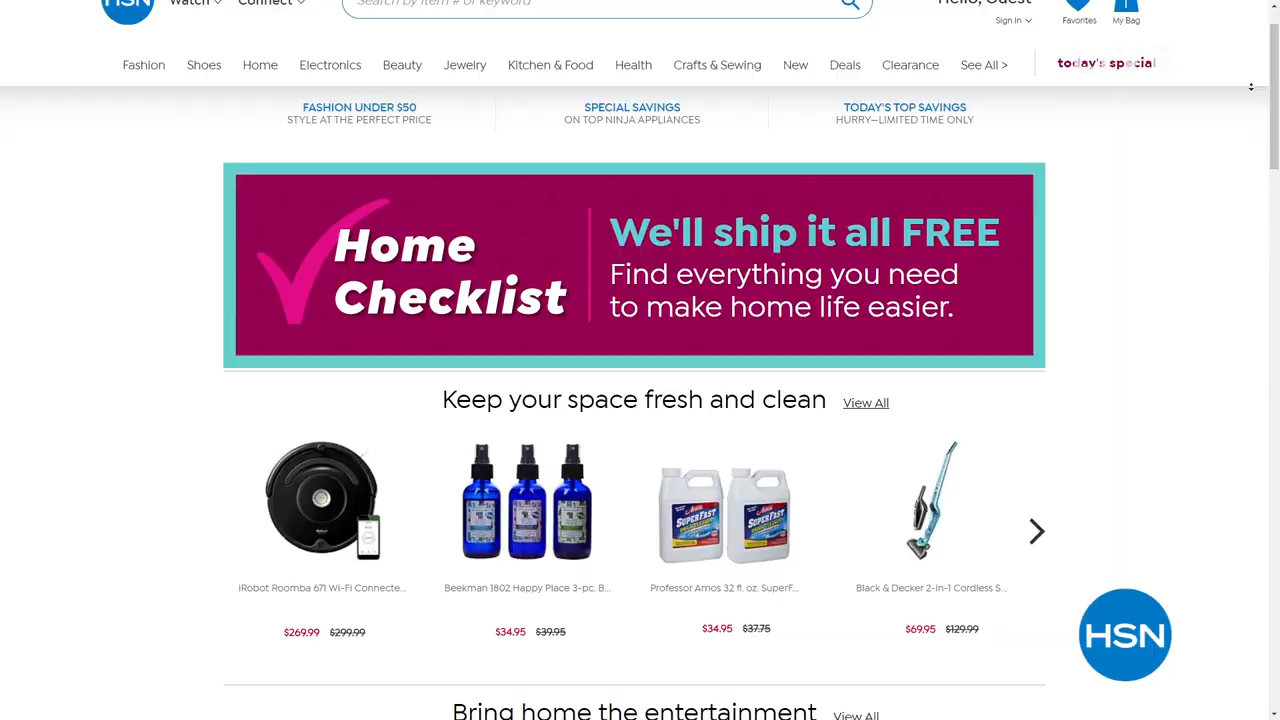 HSN
Watch
Connect
Search by item # or keyword
Hello, Guest
Sign In
Favorites
My Bag
Fashion
Shoes
Home
Electronics
Beauty
Jewelry
Kitchen & Food
Health
Crafts & Sewing
New
Deals
Clearance
See All >
today's special
FASHION UNDER $50
STYLE AT THE PERFECT PRICE
SPECIAL SAVINGS
ON TOP NINJA APPLIANCES
TODAY'S TOP SAVINGS
HURRY—LIMITED TIME ONLY
Home
Checklist
We'll ship it all FREE
Find everything you need
to make home life easier.
Keep your space fresh and clean View All
SUPERFAST
SUPERFAST
iRobot Roomba 671 Wi-Fi Connecte...
Beekman 1802 Happy Place 3-pc. B...
Professor Amos 32 fl. oz. SuperF...
Black & Decker 2-in-1 Cordless S...
$269.99 $299.99
$34.95 $39.95
$34.95 $37.75
$69.95 $129.99
HSN
Bring home the entertainment View All